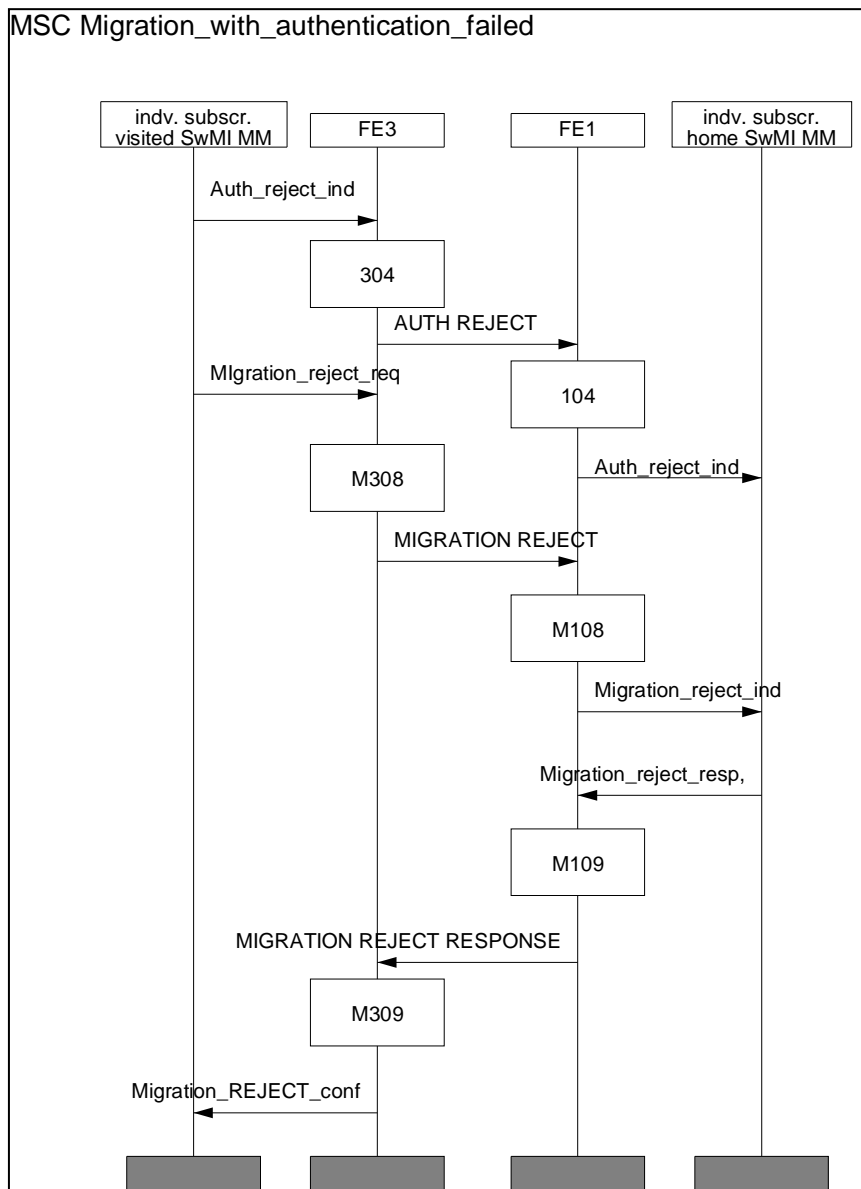 MSC Migration_with_authentication_failed
indv. subscr.
visited SwMI MM
FE3
FE1
indv. subscr.
home SwMI MM
Auth_reject_ind
304
AUTH REJECT
MIgration_reject_req
104
M308
Auth_reject_ind
MIGRATION REJECT
M108
Migration_reject_ind
Migration_reject_resp,
M109
MIGRATION REJECT RESPONSE
M309
Migration_REJECT_conf